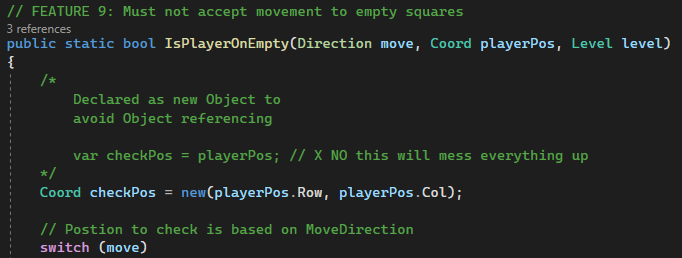 // FEATURE 9: Must not accept movement to empty squares
3 references
public static bool IsPlayerOnEmpty(Direction move, Coord playerPos, Level level)
{
/*
Declared as new Object to
avoid Object referencing
var checkPos = playerPos; // X NO this will mess everything up
*/
Coord checkPos = new(playerPos.Row, playerPos.Col);
// Postion to check is based on MoveDirection
switch (move)